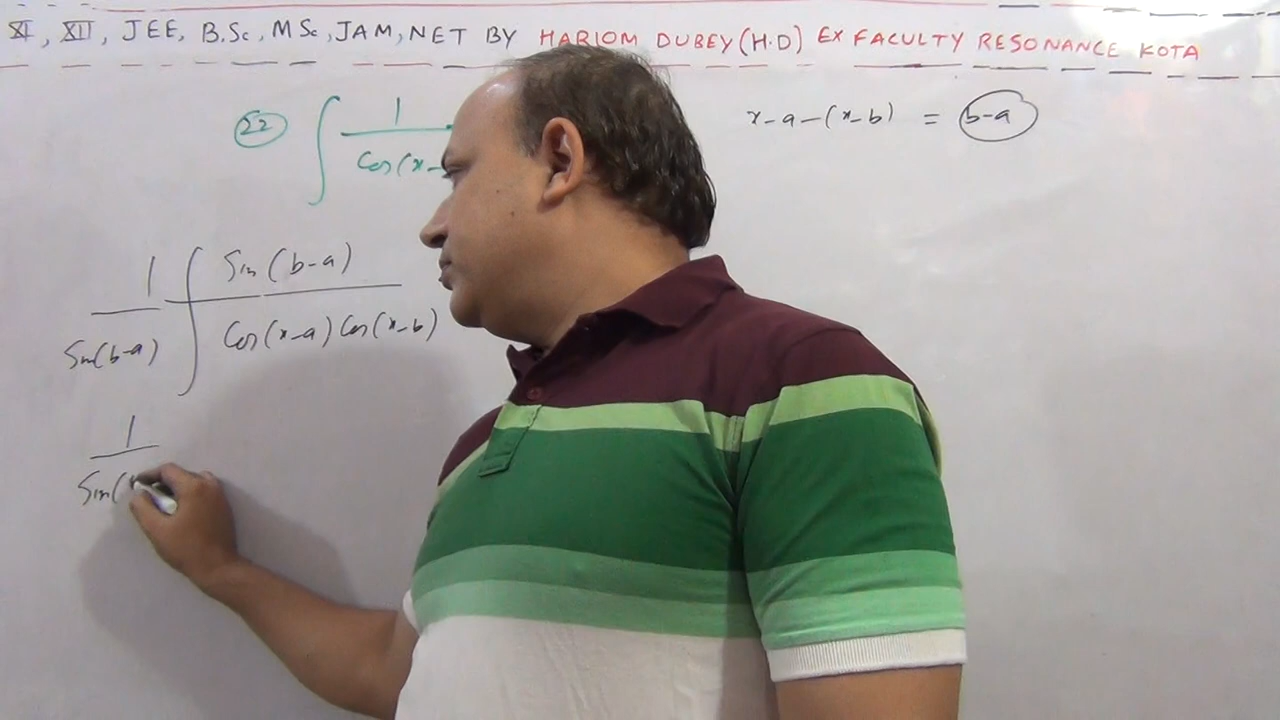 XI, XII, JEE, B.Sc, MSc, JAM, NET BY HARIOM DUBEY (H.D) EX FACULTY RESONANCE KOTA
22 ∫ 1
Cos(x-
x-a-(x-b) = b-a
1 ∫ Sin(b-a)
Sin(b-a) Cos(x-a) Cos(x-b)
1
Sin(